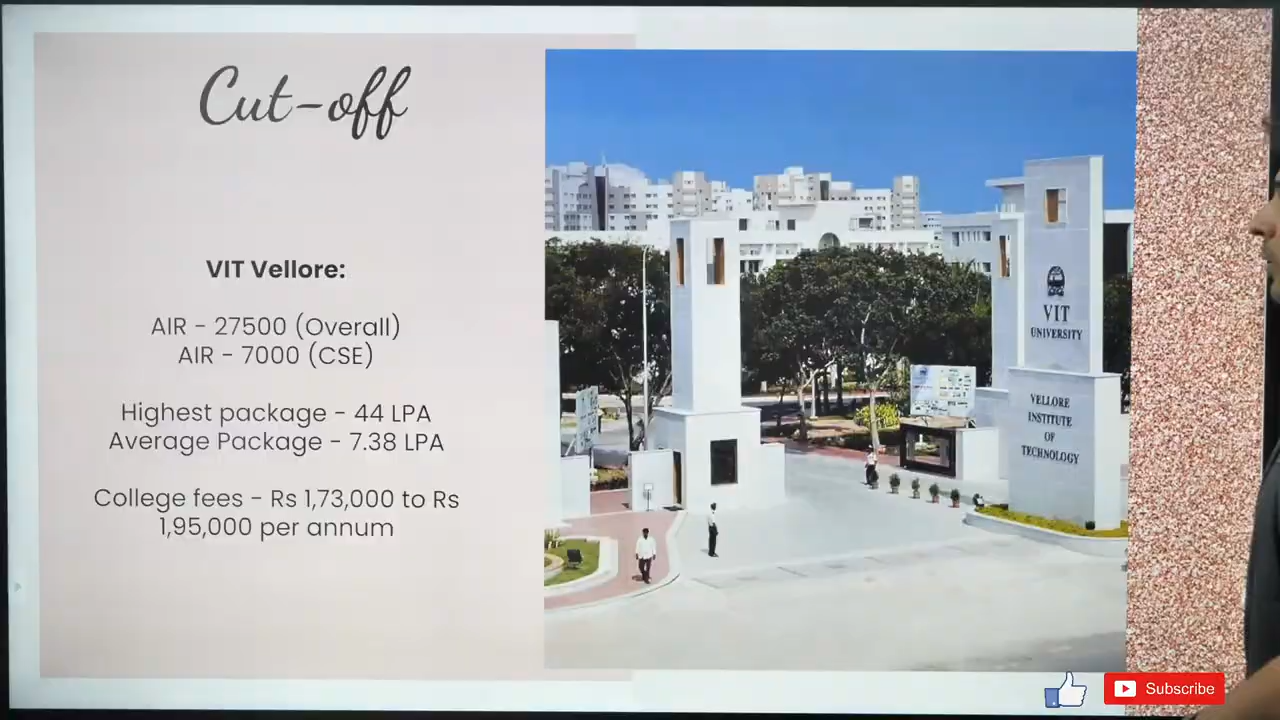 Cut-off
VIT Vellore:
AIR - 27500 (Overall)
AIR - 7000 (CSE)
Highest package - 44 LPA
Average Package - 7.38 LPA
College fees - Rs 1,73,000 to Rs
1,95,000 per annum
VIT
UNIVERSITY
VELLORE
INSTITUTE
OF
TECHNOLOGY
Subscribe